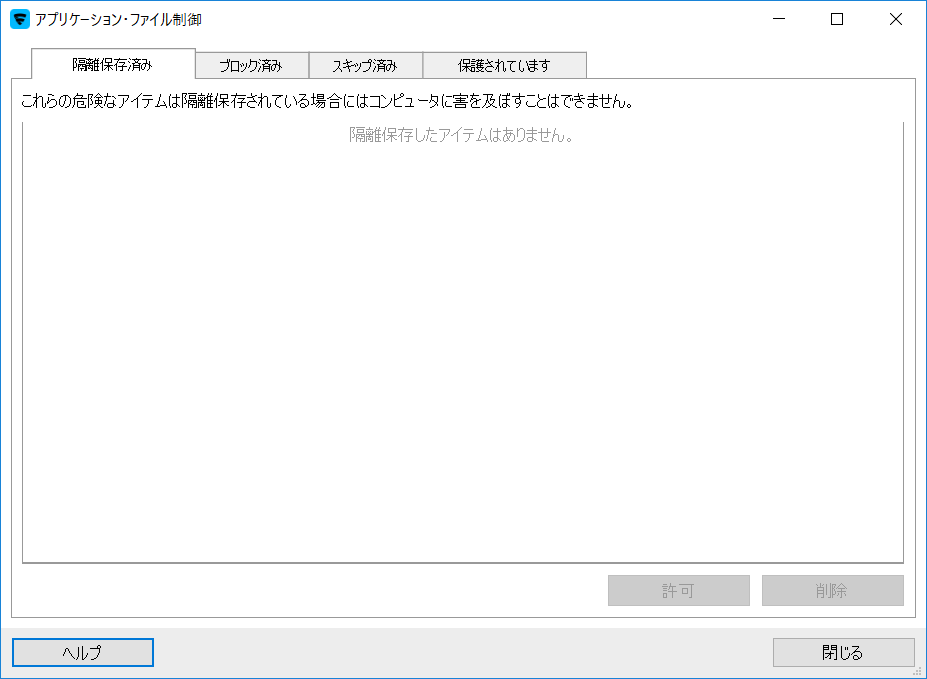 アプリケーション・ファイル制御
隔離保存済み
ブロック済み
スキップ済み
保護されています
これらの危険なアイテムは隔離保存されている場合にはコンピュータに害を及ぼすことはできません。
隔離保存したアイテムはありません。
許可
削除
ヘルプ
閉じる